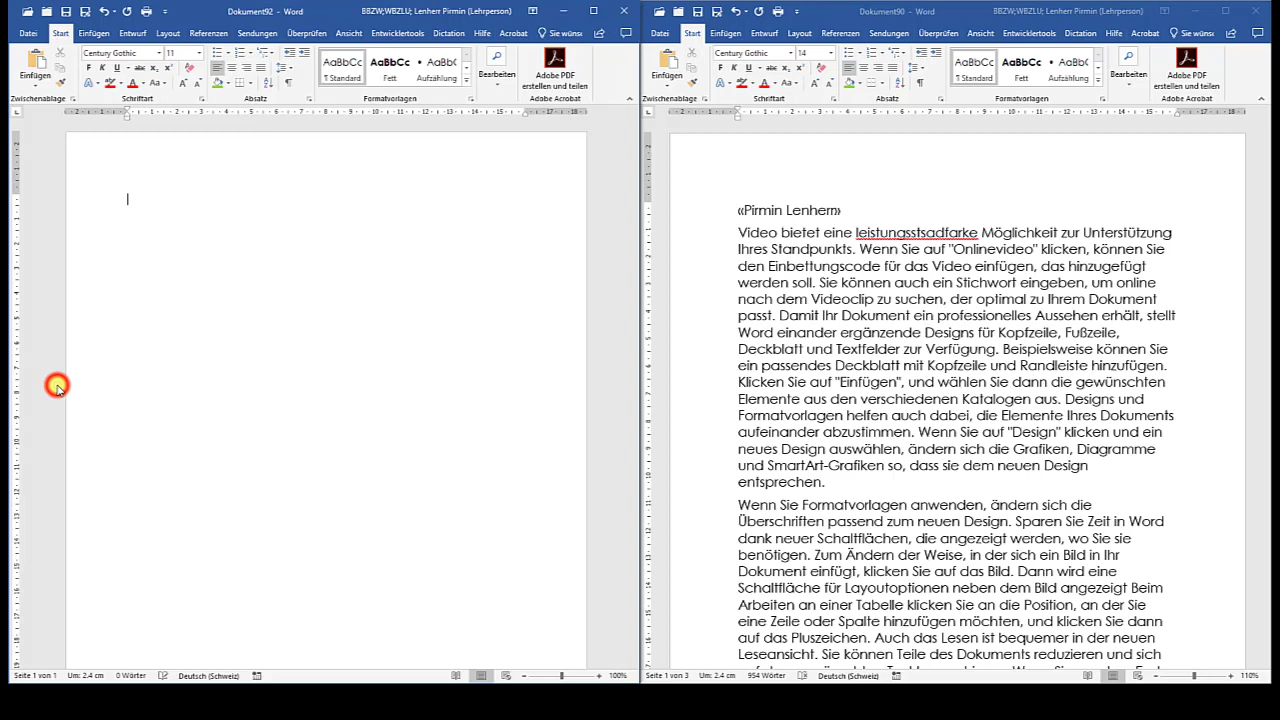 Dokument92 - Word
BBZW;WBZLU; Lenherr Pirmin (Lehrperson)
Datei Start Einfügen Entwurf Layout Referenzen Sendungen Überprüfen Ansicht Entwicklertools Dictation Hilfe Acrobat Sie wüns
Century Gothic 11
F K U
AaBbCc AaBbCc AaBbC
¶ Standard Fett Aufzählung
Einfügen
Bearbeiten
Adobe PDF
erstellen und teilen
Zwischenablage Schriftart Absatz Formatvorlagen Adobe Acrobat
Seite 1 von 1 Um: 2.4 cm 0 Wörter Deutsch (Schweiz) 100%
Dokument90 - Word
BBZW;WBZLU; Lenherr Pirmin (Lehrperson)
Datei Start Einfügen Entwurf Layout Referenzen Sendungen Überprüfen Ansicht Entwicklertools Dictation Hilfe Acrobat Sie wüns
Century Gothic 14
F K U
AaBbCc AaBbCc AaBbC
¶ Standard Fett Aufzählung
Einfügen
Bearbeiten
Adobe PDF
erstellen und teilen
Zwischenablage Schriftart Absatz Formatvorlagen Adobe Acrobat
«Pirmin Lenherr»
Video bietet eine leistungsstsadfarke Möglichkeit zur Unterstützung
Ihres Standpunkts. Wenn Sie auf "Onlinevideo" klicken, können Sie
den Einbettungscode für das Video einfügen, das hinzugefügt
werden soll. Sie können auch ein Stichwort eingeben, um online
nach dem Videoclip zu suchen, der optimal zu Ihrem Dokument
passt. Damit Ihr Dokument ein professionelles Aussehen erhält, stellt
Word einander ergänzende Designs für Kopfzeile, Fußzeile,
Deckblatt und Textfelder zur Verfügung. Beispielsweise können Sie
ein passendes Deckblatt mit Kopfzeile und Randleiste hinzufügen.
Klicken Sie auf "Einfügen", und wählen Sie dann die gewünschten
Elemente aus den verschiedenen Katalogen aus. Designs und
Formatvorlagen helfen auch dabei, die Elemente Ihres Dokuments
aufeinander abzustimmen. Wenn Sie auf "Design" klicken und ein
neues Design auswählen, ändern sich die Grafiken, Diagramme
und SmartArt-Grafiken so, dass sie dem neuen Design
entsprechen.
Wenn Sie Formatvorlagen anwenden, ändern sich die
Überschriften passend zum neuen Design. Sparen Sie Zeit in Word
dank neuer Schaltflächen, die angezeigt werden, wo Sie sie
benötigen. Zum Ändern der Weise, in der sich ein Bild in Ihr
Dokument einfügt, klicken Sie auf das Bild. Dann wird eine
Schaltfläche für Layoutoptionen neben dem Bild angezeigt Beim
Arbeiten an einer Tabelle klicken Sie an die Position, an der Sie
eine Zeile oder Spalte hinzufügen möchten, und klicken Sie dann
auf das Pluszeichen. Auch das Lesen ist bequemer in der neuen
Leseansicht. Sie können Teile des Dokuments reduzieren und sich
Seite 1 von 3 Um: 2.4 cm 954 Wörter Deutsch (Schweiz) 110%